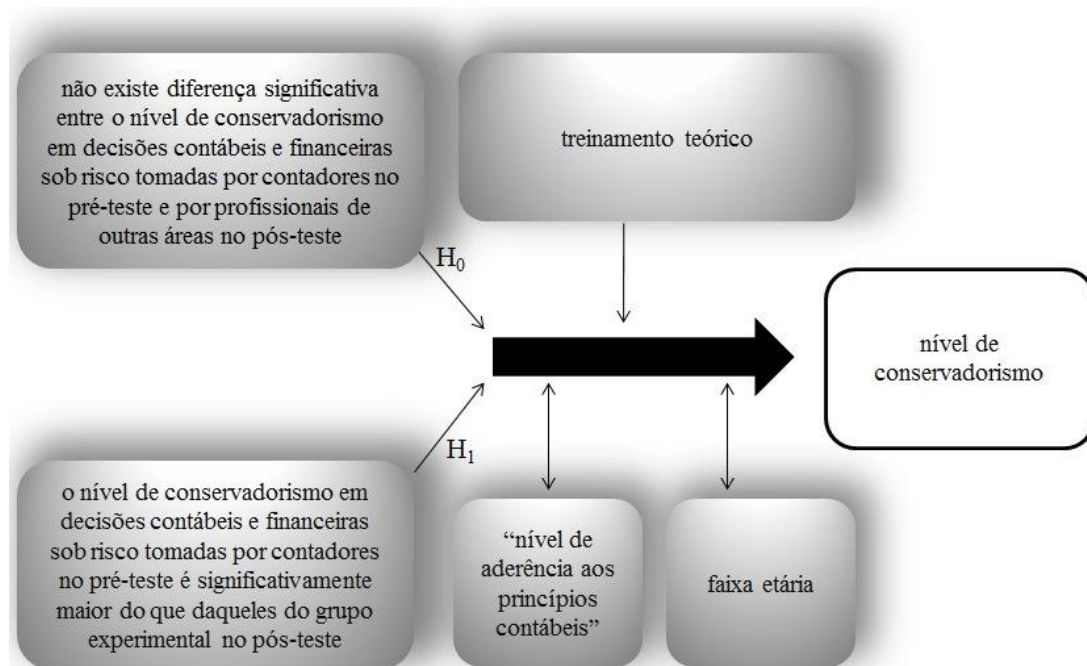 não existe diferença significativa
entre o nível de conservadorismo
em decisões contábeis e financeiras
sob risco tomadas por contadores no
pré-teste e por profissionais de
outras áreas no pós-teste
treinamento teórico
H₀
nível de
conservadorismo
H₁
o nível de conservadorismo em
decisões contábeis e financeiras
sob risco tomadas por contadores
no pré-teste é significativamente
maior do que daqueles do grupo
experimental no pós-teste
“nível de
aderência aos
princípios
contábeis”
faixa etária